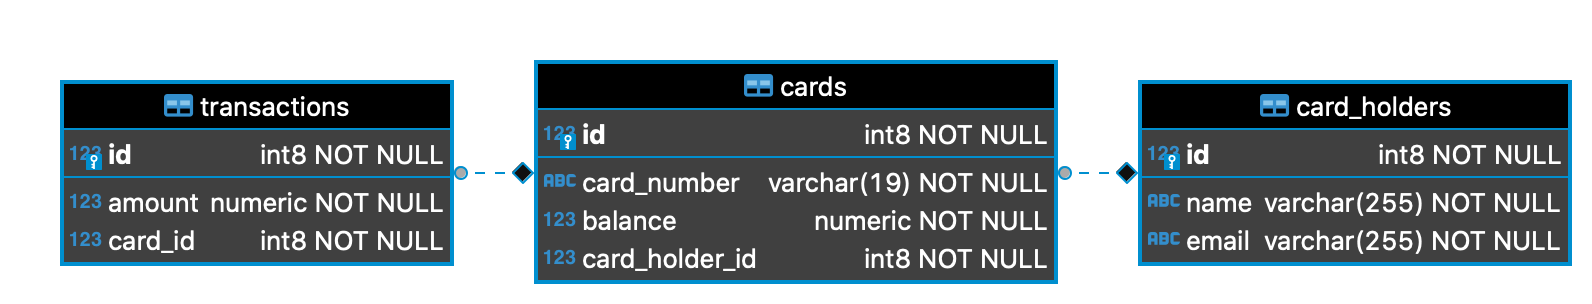 transactions
123 id int8 NOT NULL
123 amount numeric NOT NULL
123 card_id int8 NOT NULL
cards
123 id int8 NOT NULL
ABC card_number varchar(19) NOT NULL
123 balance numeric NOT NULL
123 card_holder_id int8 NOT NULL
card_holders
123 id int8 NOT NULL
ABC name varchar(255) NOT NULL
ABC email varchar(255) NOT NULL